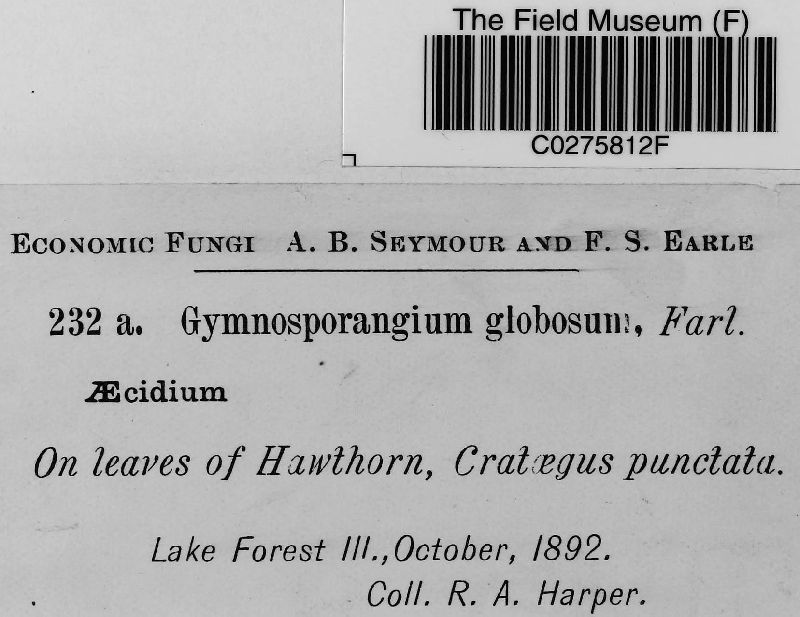 The Field Museum (F)
C0275812F
ECONOMIC FUNGI A. B. SEYMOUR AND F. S. EARLE
232 a. Gymnosporangium globosum, Farl.
Æcidium
On leaves of Hawthorn, Cratægus punctata.
Lake Forest Ill., October, 1892.
Coll. R. A. Harper.